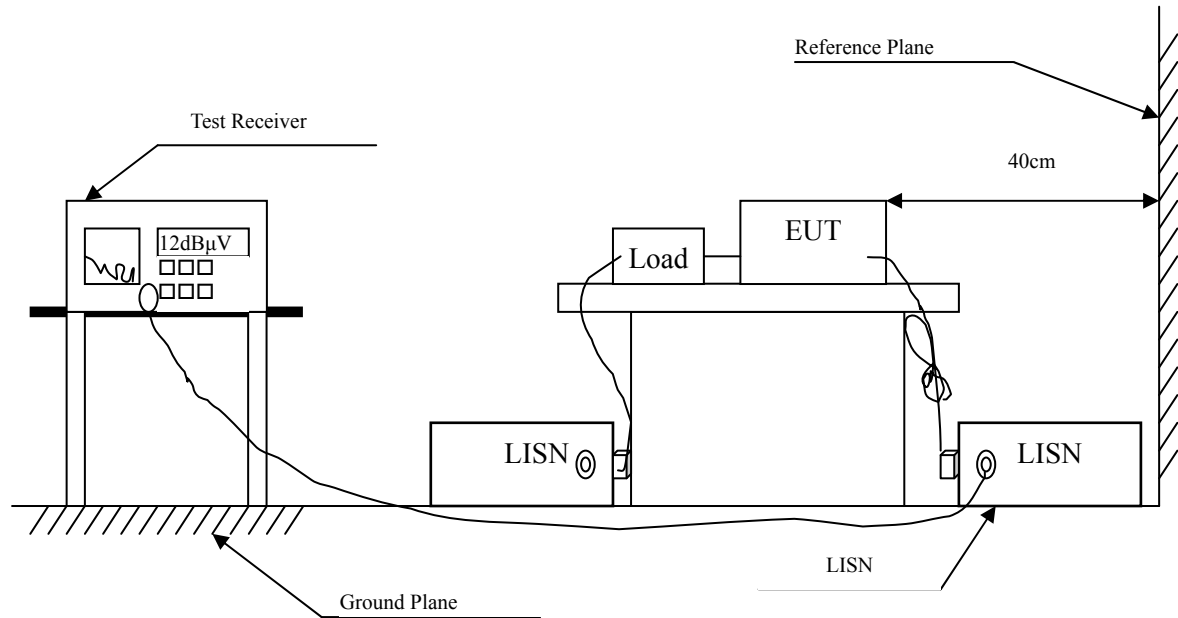 Reference Plane
Test Receiver
40cm
12dBμV
Load
EUT
LISN
LISN
LISN
Ground Plane